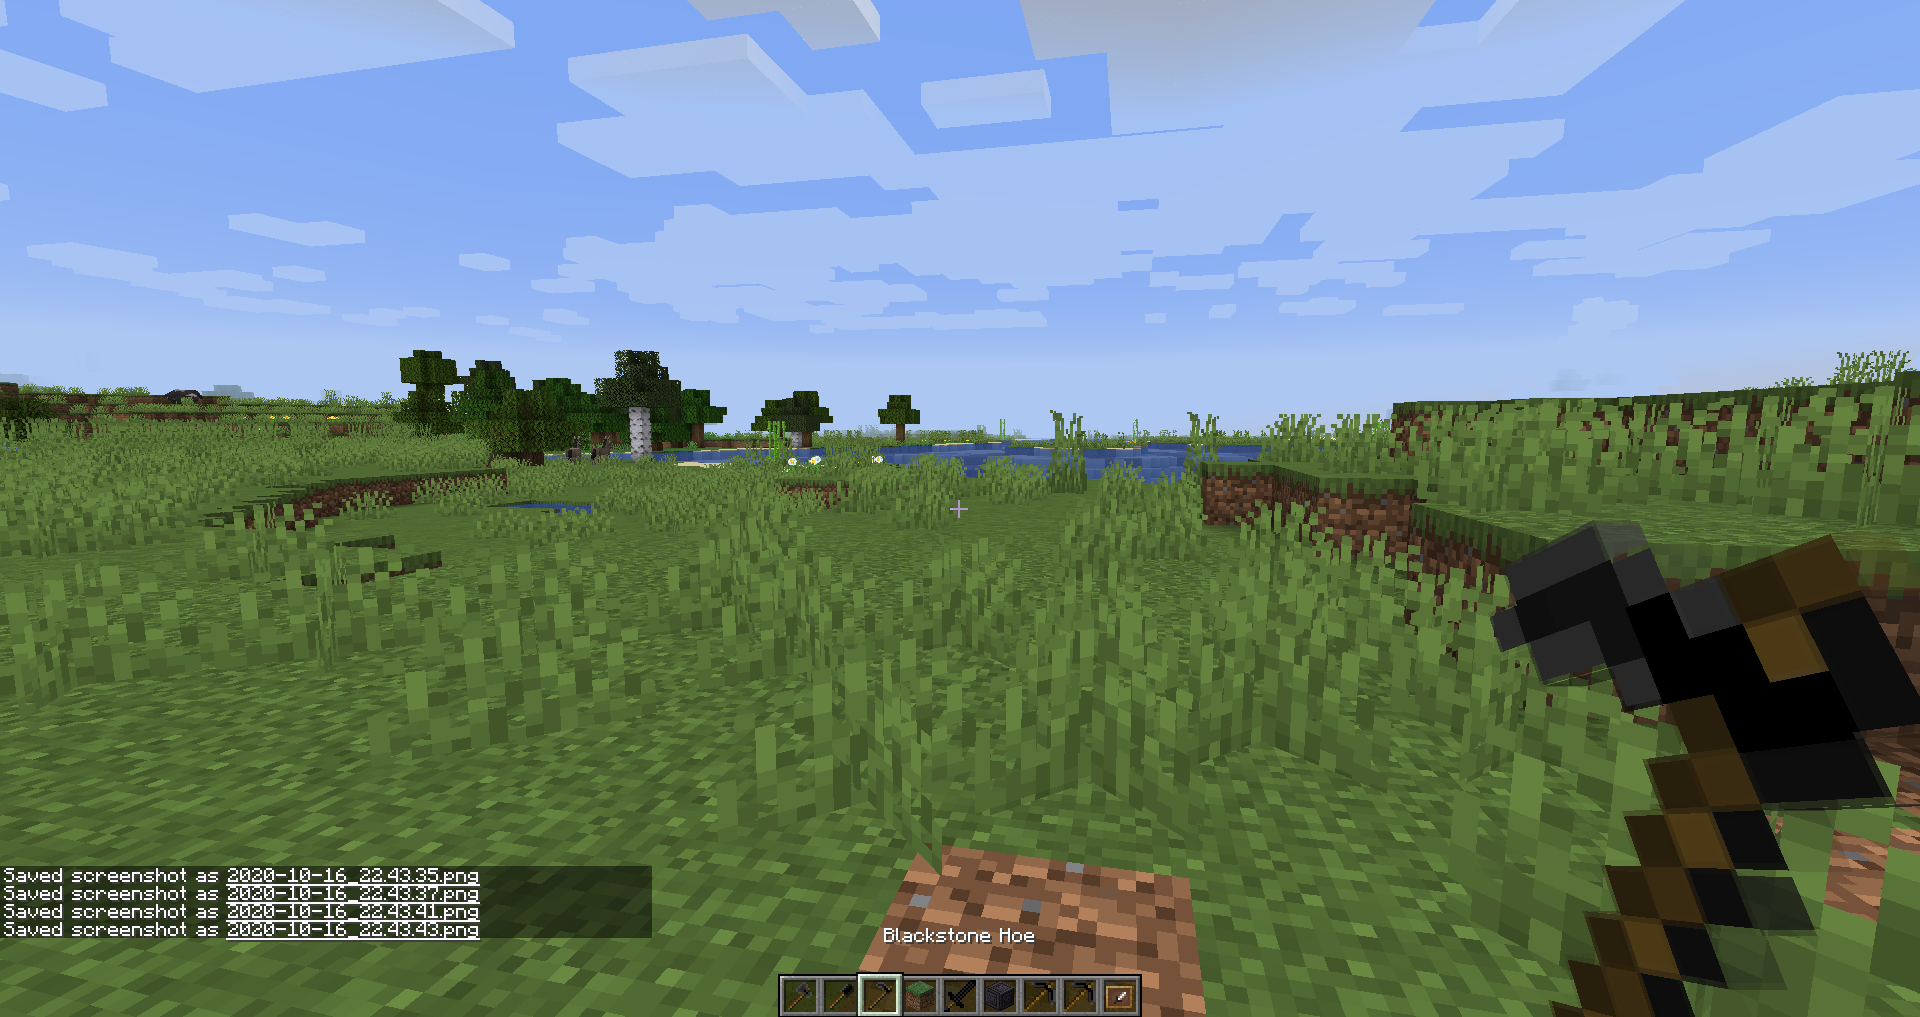 Saved screenshot as 2020-10-16_22.43.35.png
Saved screenshot as 2020-10-16_22.43.37.png
Saved screenshot as 2020-10-16_22.43.41.png
Saved screenshot as 2020-10-16_22.43.43.png
Blackstone Hoe